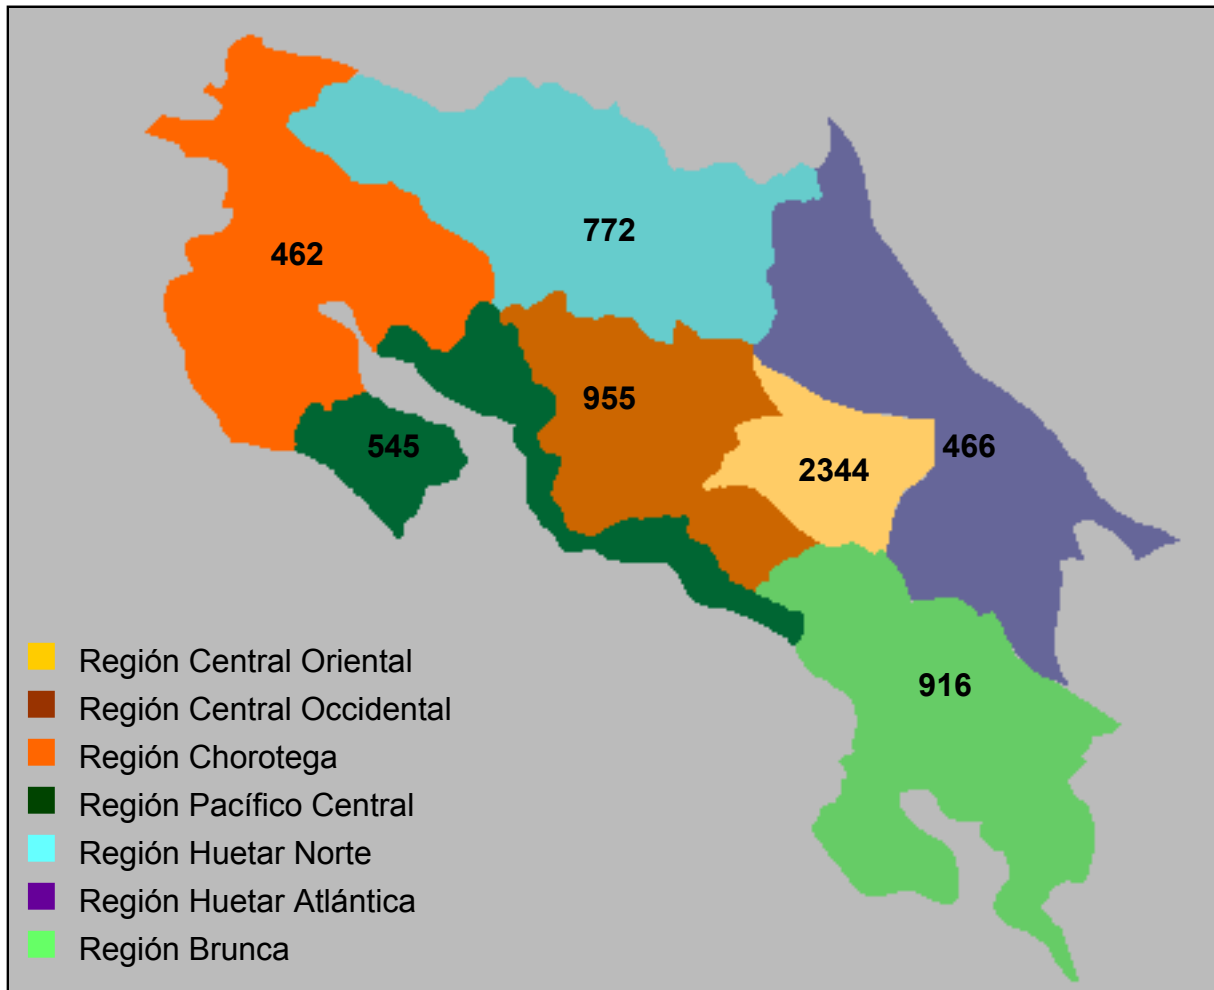 772
462
955
545
466
2344
916
Región Central Oriental
Región Central Occidental
Región Chorotega
Región Pacífico Central
Región Huetar Norte
Región Huetar Atlántica
Región Brunca